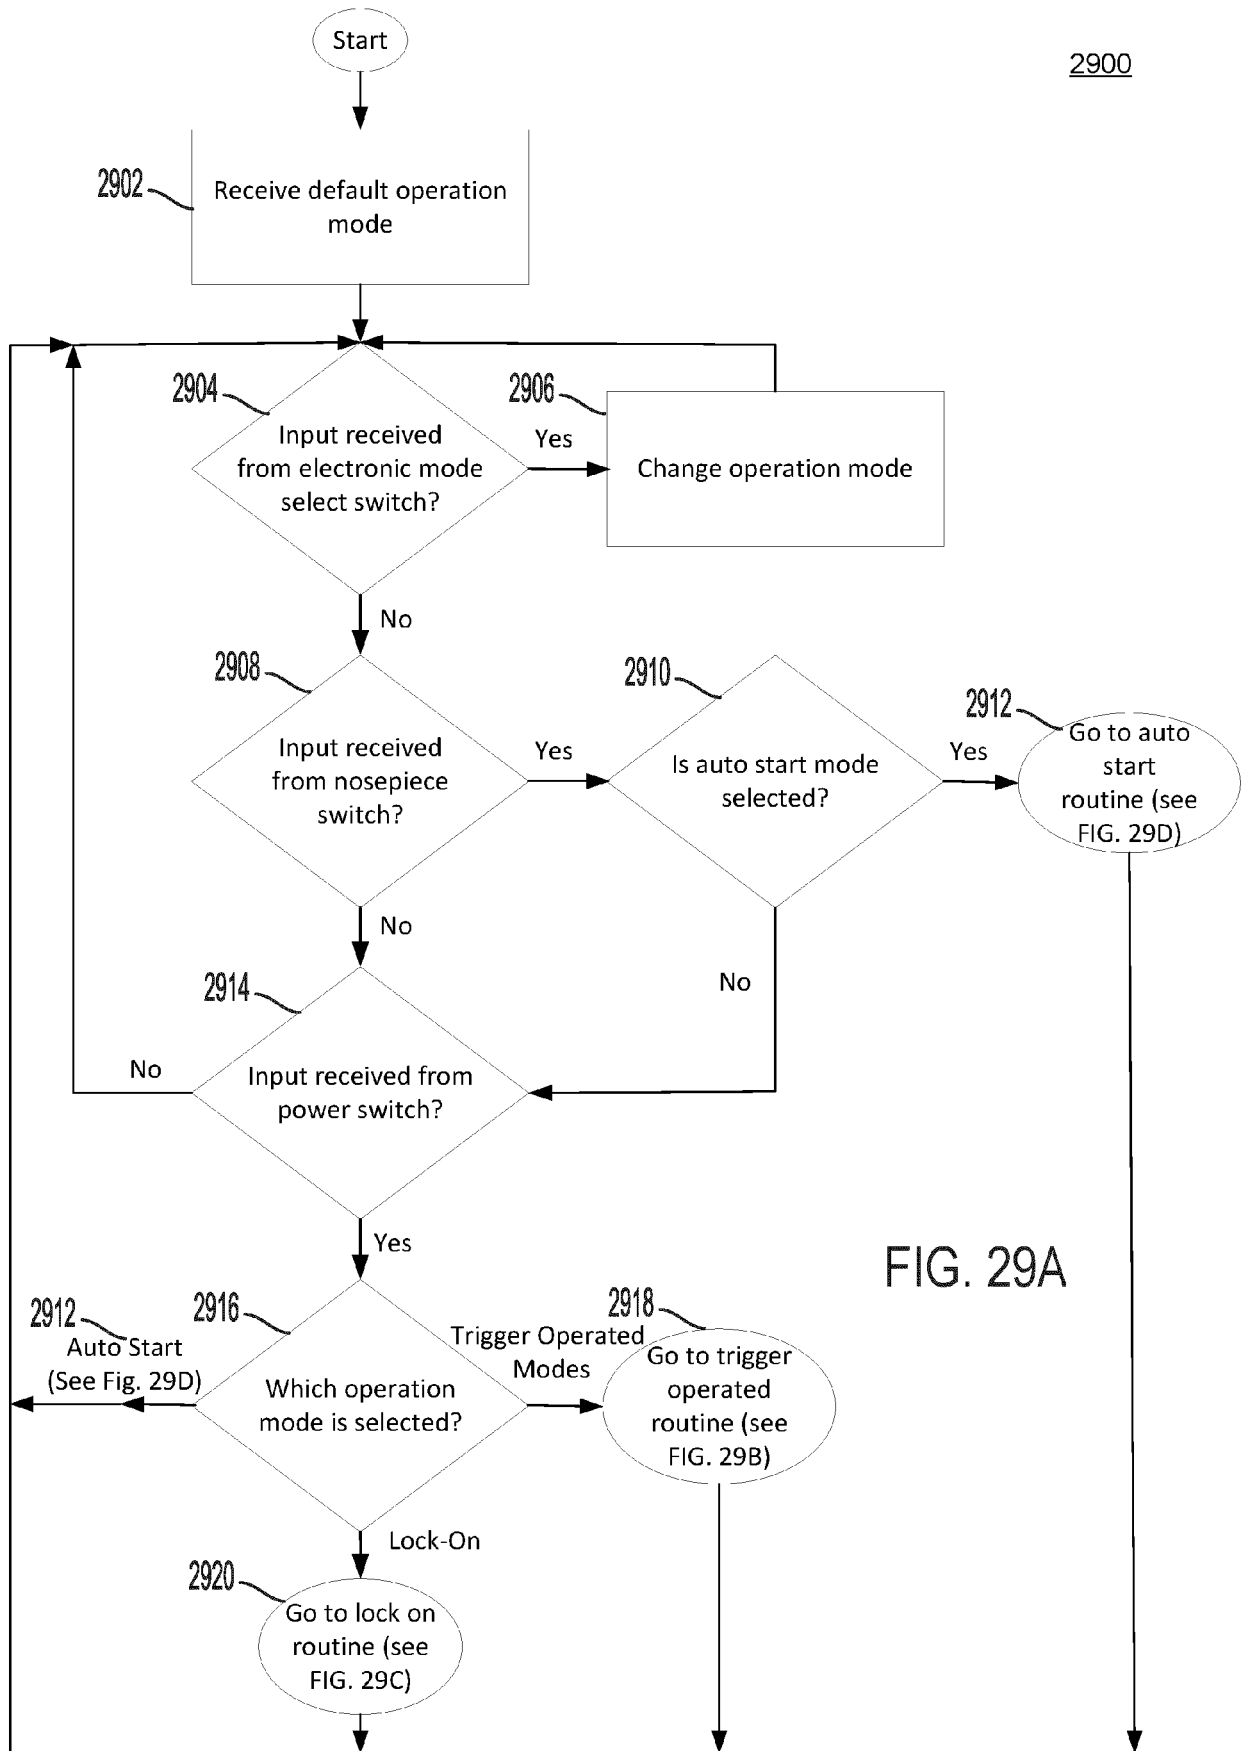 Start
2900
2902
Receive default operation
mode
2904
Input received
from electronic mode
select switch?
Yes
2906
Change operation mode
No
2908
Input received
from nosepiece
switch?
Yes
2910
Is auto start mode
selected?
Yes
2912
Go to auto
start
routine (see
FIG. 29D)
No
No
2914
Input received from
power switch?
No
Yes
FIG. 29A
2912
Auto Start
(See Fig. 29D)
2916
Which operation
mode is selected?
Trigger Operated
Modes
2918
Go to trigger
operated
routine (see
FIG. 29B)
Lock-On
2920
Go to lock on
routine (see
FIG. 29C)